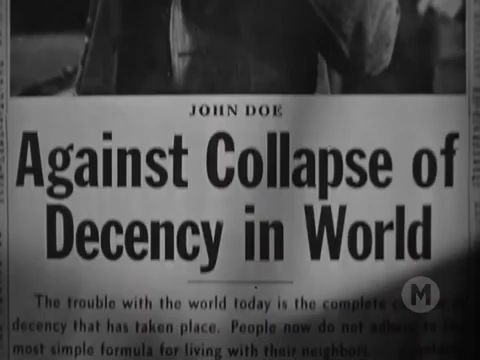 JOHN DOE
Against Collapse of
Decency in World
The trouble with the world today is the complete
decency that has taken place. People now do not
most simple formula for living with their neighbors
M